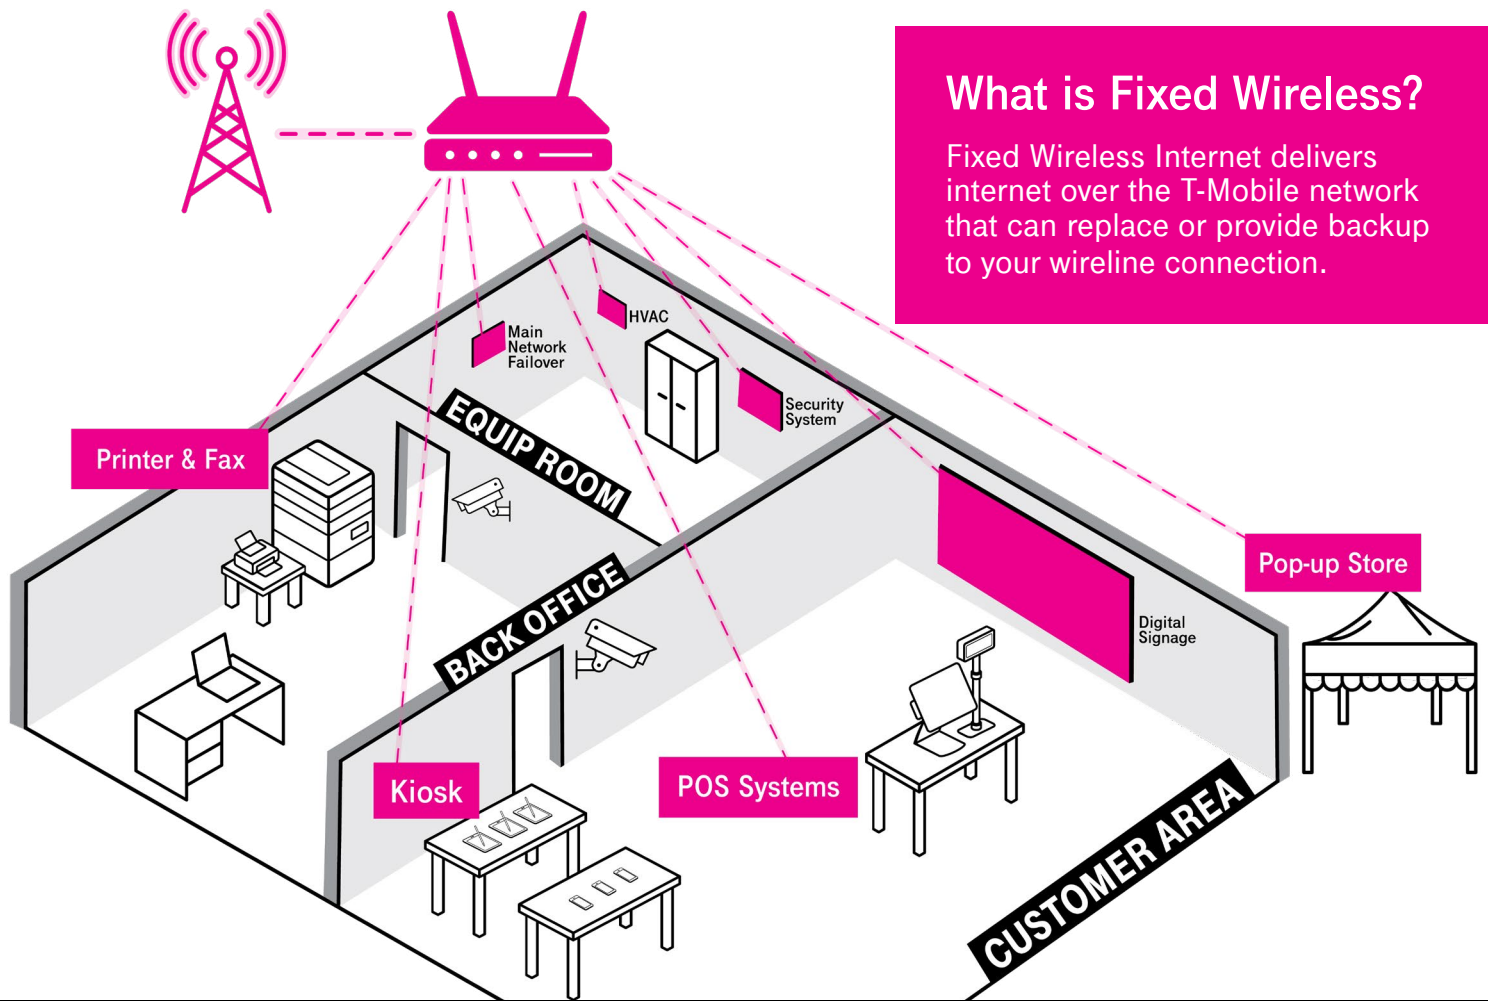 What is Fixed Wireless?
Fixed Wireless Internet delivers
internet over the T-Mobile network
that can replace or provide backup
to your wireline connection.
HVAC
Main
Network
Failover
Security
System
EQUIP ROOM
Printer & Fax
Pop-up Store
BACK OFFICE
Digital
Signage
Kiosk
POS Systems
CUSTOMER AREA